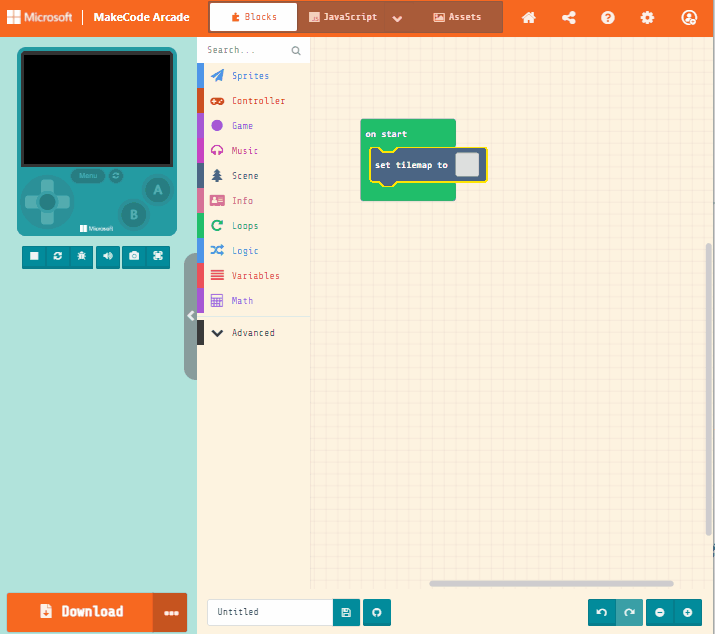 Microsoft | MakeCode Arcade
Blocks
JavaScript
Assets
Search...
Sprites
Controller
Game
Music
Scene
Info
Loops
Logic
Variables
Math
Advanced
on start
set tilemap to
Menu
A
B
Microsoft
Download
Untitled